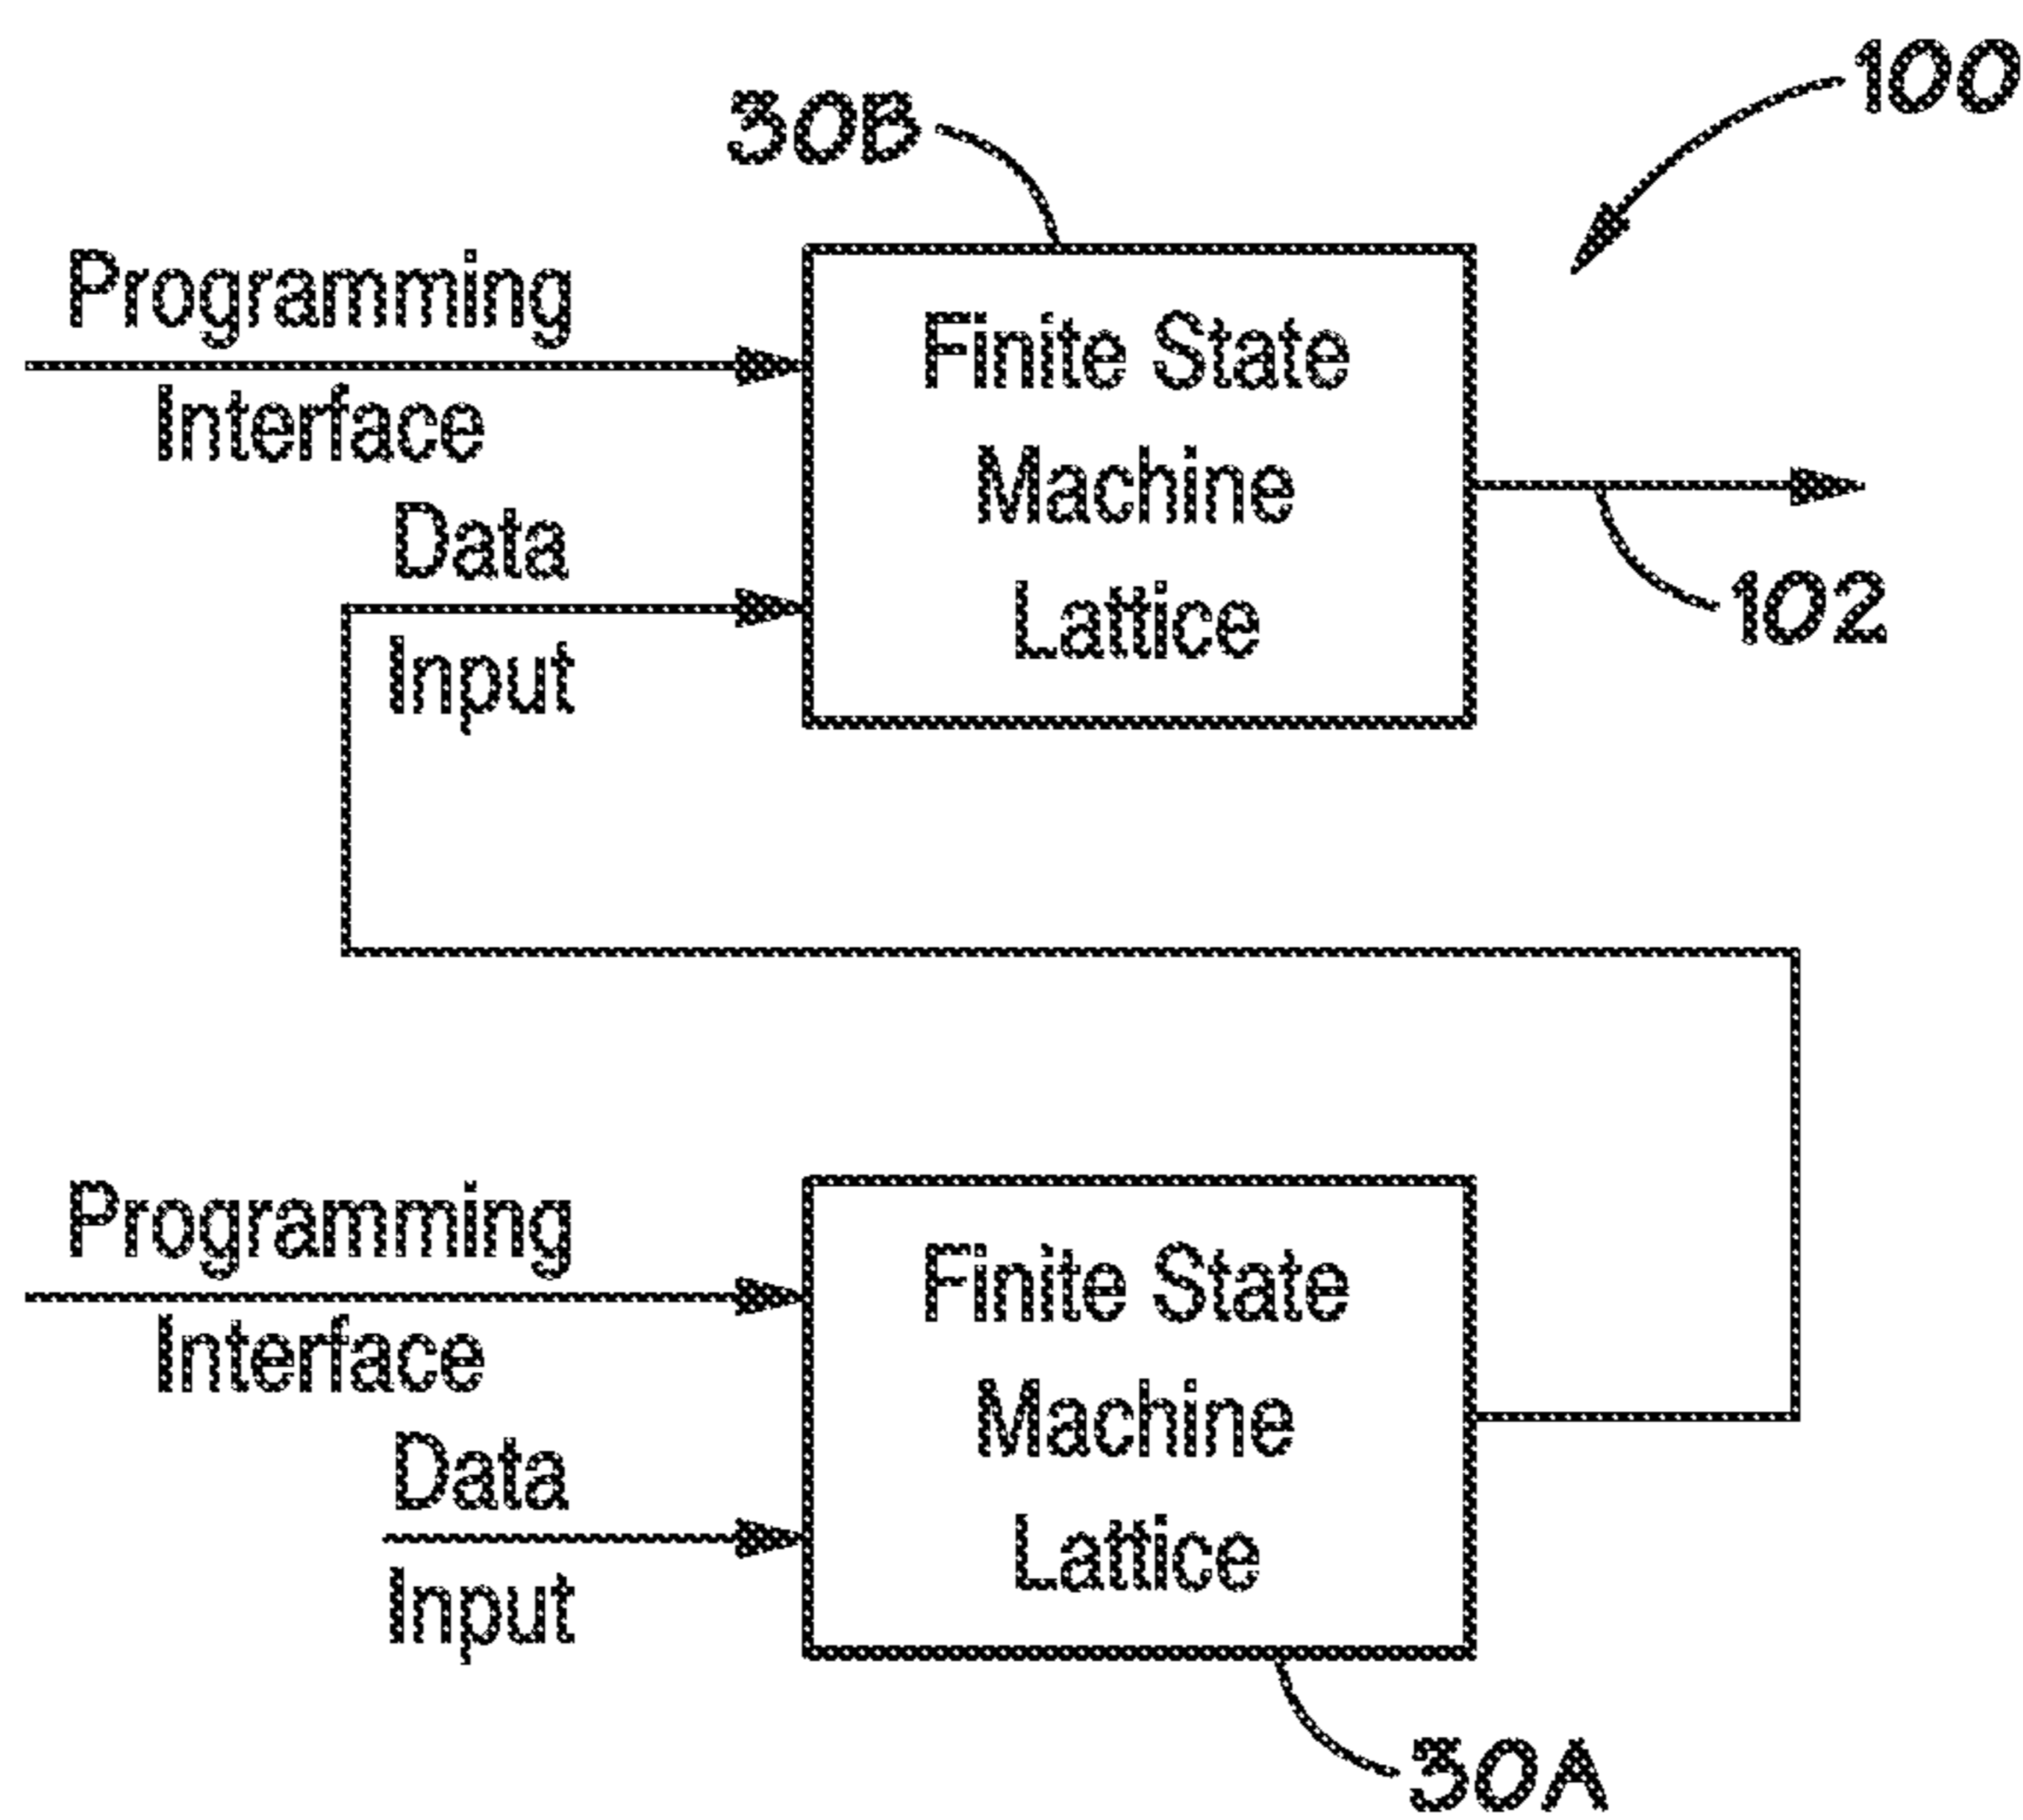 100
30B
Programming
Interface
Data
Input
Finite State
Machine
Lattice
102
Programming
Interface
Data
Input
Finite State
Machine
Lattice
30A